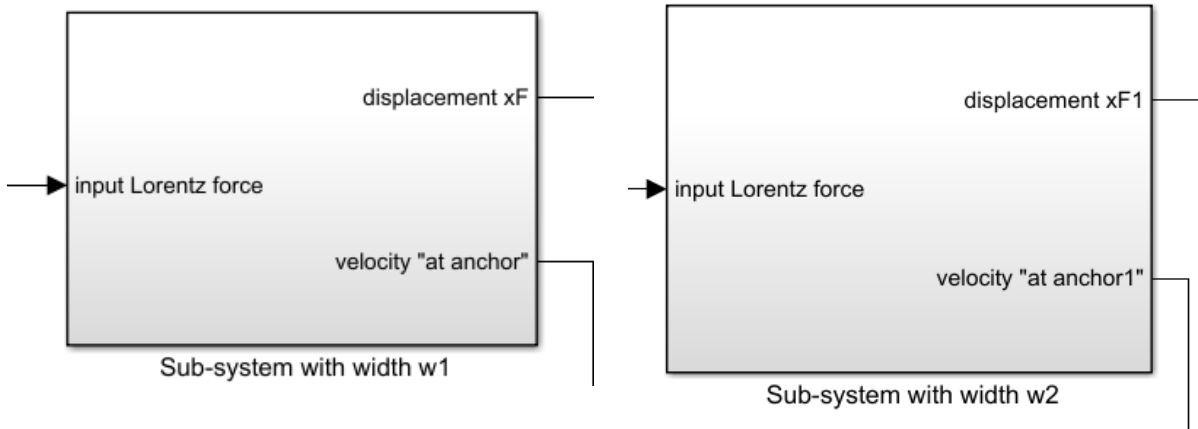 displacement xF
input Lorentz force
velocity "at anchor"
Sub-system with width w1
displacement xF1
input Lorentz force
velocity "at anchor1"
Sub-system with width w2